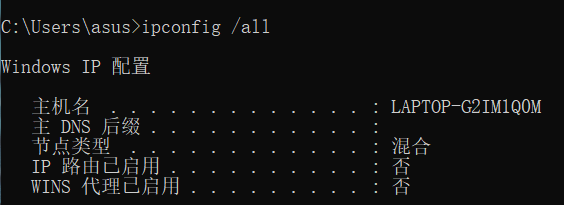 C:\Users\asus>ipconfig /all
Windows IP 配置
主机名 . . . . . . . . . . . . . : LAPTOP-G2IM1Q0M
主 DNS 后缀 . . . . . . . . . . . :
节点类型 . . . . . . . . . . . . : 混合
IP 路由已启用 . . . . . . . . . . : 否
WINS 代理已启用 . . . . . . . . . : 否